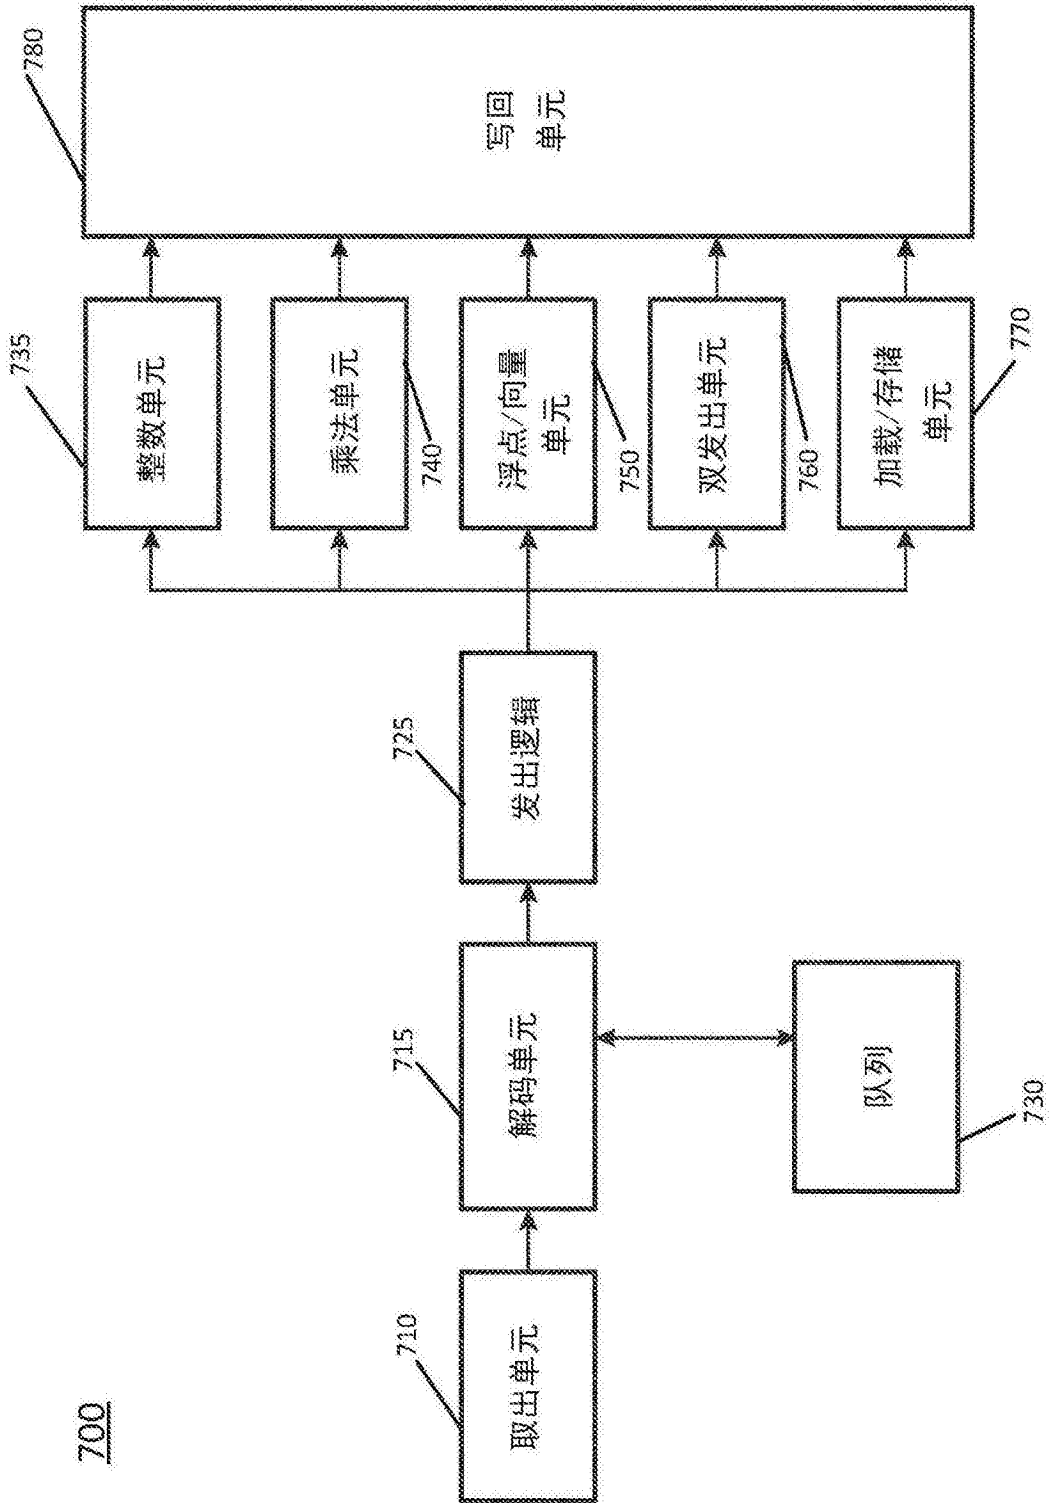 700
710
取出单元
715
解码单元
队列
730
725
发出逻辑
735
整数单元
乘法单元
740
浮点/向量
单元
750
双发出单元
760
加载/存储
单元
770
780
写回
单元